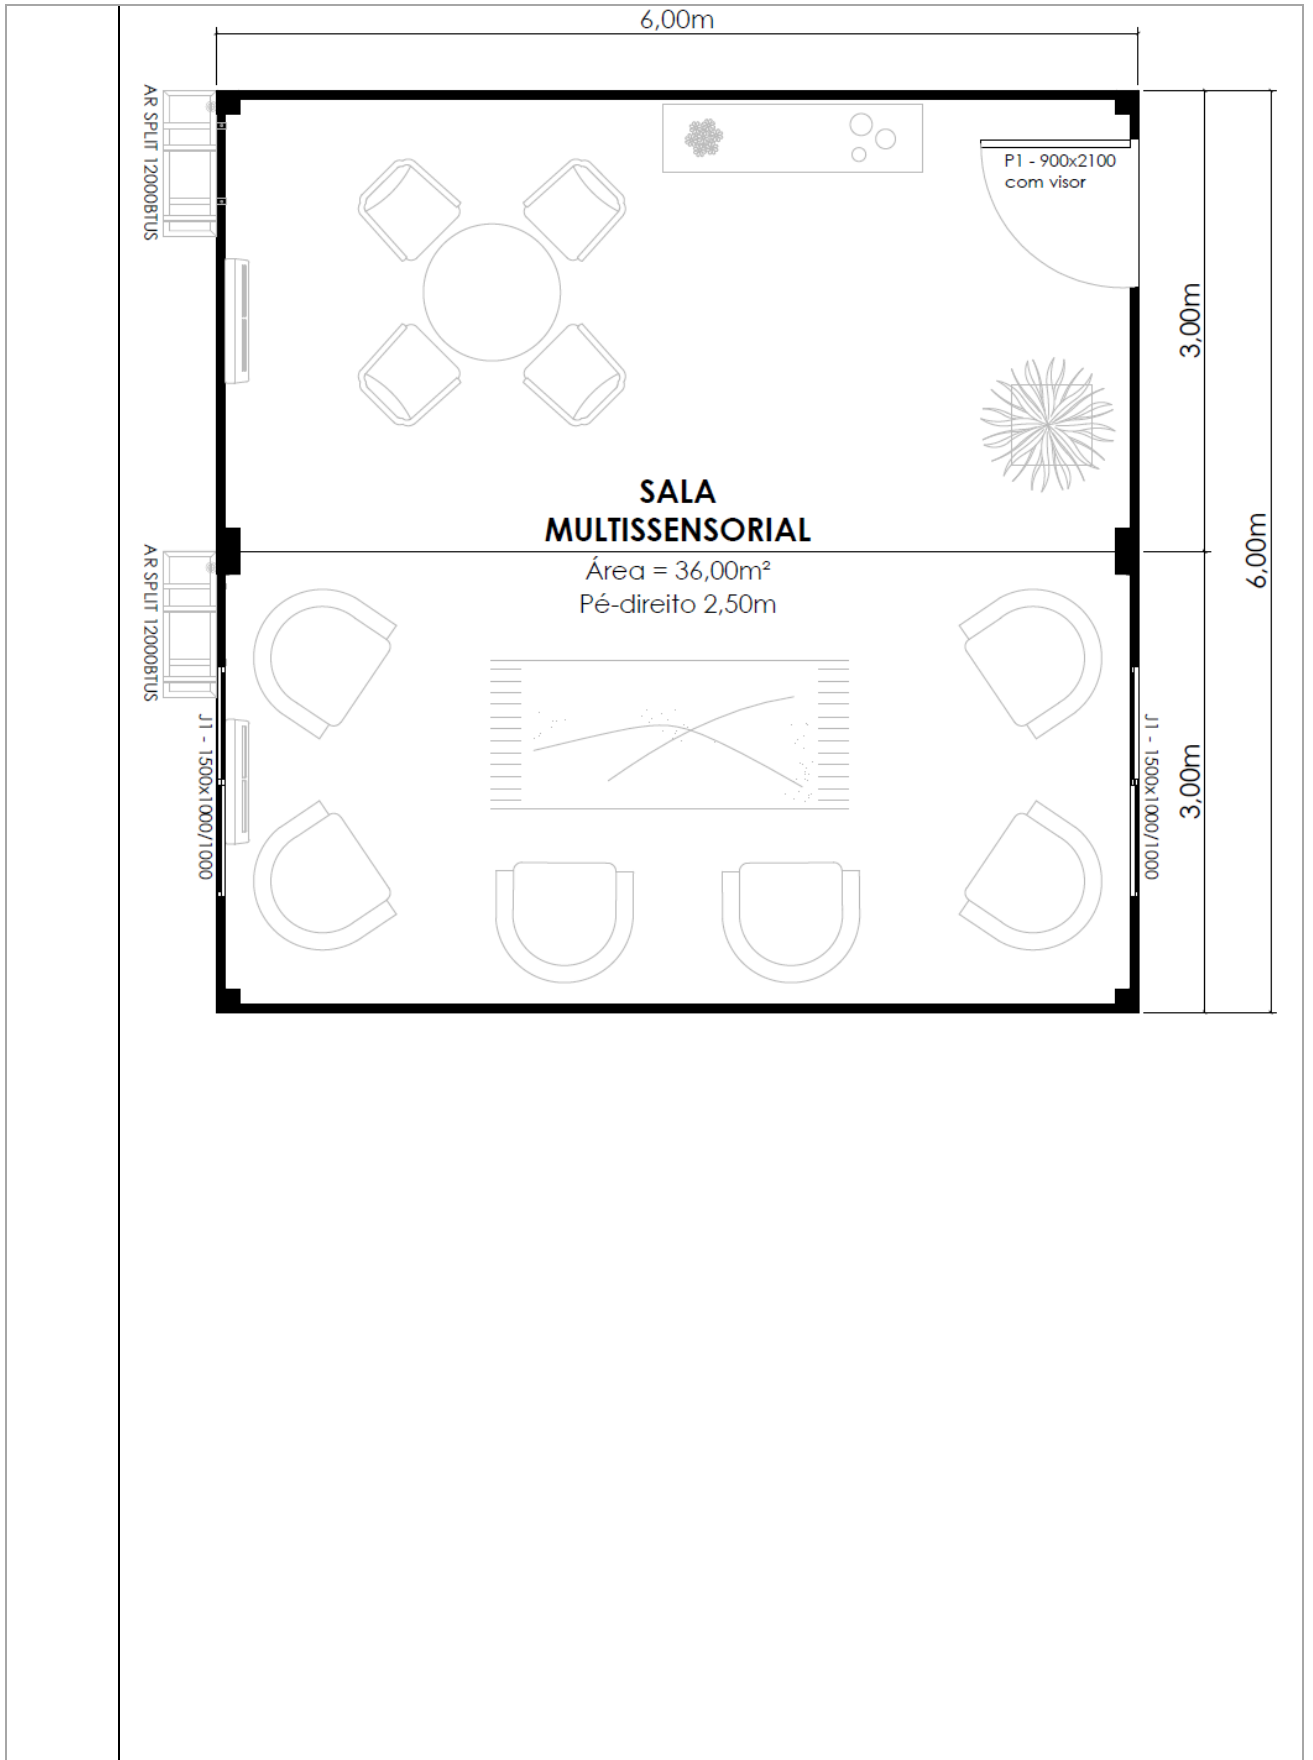 6,00m
AR SPLIT 12000BTUS
P1 - 900x2100
com visor
3,00m
SALA
MULTISSENSORIAL
6,00m
Área = 36,00m²
Pé-direito 2,50m
AR SPLIT 12000BTUS
J1 - 1500x1000/1000
J1 - 1500x1000/1000
3,00m